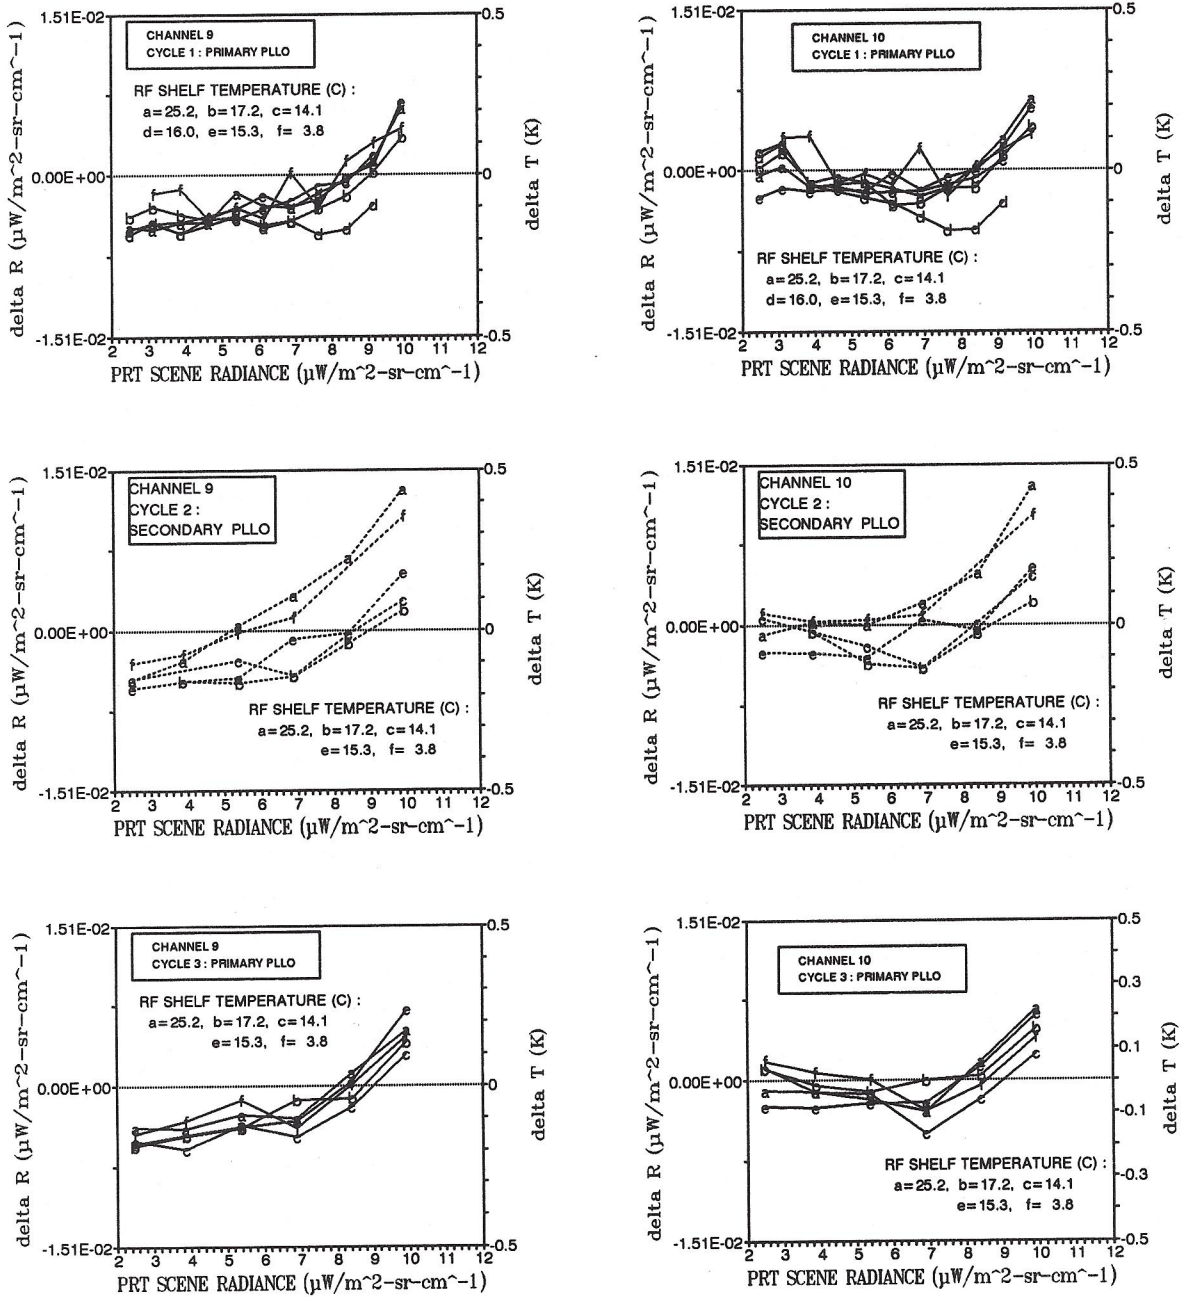 1.51E-02
0.00E+00
-1.51E-02
0.5
0
-0.5
delta R (µW/m^2-sr-cm^-1)
delta T (K)
CHANNEL 9
CYCLE 1 : PRIMARY PLLO
RF SHELF TEMPERATURE (C) :
a=25.2, b=17.2, c=14.1
d=16.0, e=15.3, f= 3.8
2 3 4 5 6 7 8 9 10 11 12
PRT SCENE RADIANCE (µW/m^2-sr-cm^-1)
1.51E-02
0.00E+00
-1.51E-02
0.5
0
-0.5
delta R (µW/m^2-sr-cm^-1)
delta T (K)
CHANNEL 10
CYCLE 1 : PRIMARY PLLO
RF SHELF TEMPERATURE (C) :
a=25.2, b=17.2, c=14.1
d=16.0, e=15.3, f= 3.8
2 3 4 5 6 7 8 9 10 11 12
PRT SCENE RADIANCE (µW/m^2-sr-cm^-1)
1.51E-02
0.00E+00
-1.51E-02
0.5
0
-0.5
delta R (µW/m^2-sr-cm^-1)
delta T (K)
CHANNEL 9
CYCLE 2 :
SECONDARY PLLO
RF SHELF TEMPERATURE (C) :
a=25.2, b=17.2, c=14.1
e=15.3, f= 3.8
2 3 4 5 6 7 8 9 10 11 12
PRT SCENE RADIANCE (µW/m^2-sr-cm^-1)
1.51E-02
0.00E+00
-1.51E-02
0.5
0
-0.5
delta R (µW/m^2-sr-cm^-1)
delta T (K)
CHANNEL 10
CYCLE 2 :
SECONDARY PLLO
RF SHELF TEMPERATURE (C) :
a=25.2, b=17.2, c=14.1
e=15.3, f= 3.8
2 3 4 5 6 7 8 9 10 11 12
PRT SCENE RADIANCE (µW/m^2-sr-cm^-1)
1.51E-02
0.00E+00
-1.51E-02
0.5
0
-0.5
delta R (µW/m^2-sr-cm^-1)
delta T (K)
CHANNEL 9
CYCLE 3 : PRIMARY PLLO
RF SHELF TEMPERATURE (C) :
a=25.2, b=17.2, c=14.1
e=15.3, f= 3.8
2 3 4 5 6 7 8 9 10 11 12
PRT SCENE RADIANCE (µW/m^2-sr-cm^-1)
1.51E-02
0.00E+00
-1.51E-02
0.5
0.3
0.1
-0.1
-0.3
-0.5
delta R (µW/m^2-sr-cm^-1)
delta T (K)
CHANNEL 10
CYCLE 3 : PRIMARY PLLO
RF SHELF TEMPERATURE (C) :
a=25.2, b=17.2, c=14.1
e=15.3, f= 3.8
2 3 4 5 6 7 8 9 10 11 12
PRT SCENE RADIANCE (µW/m^2-sr-cm^-1)